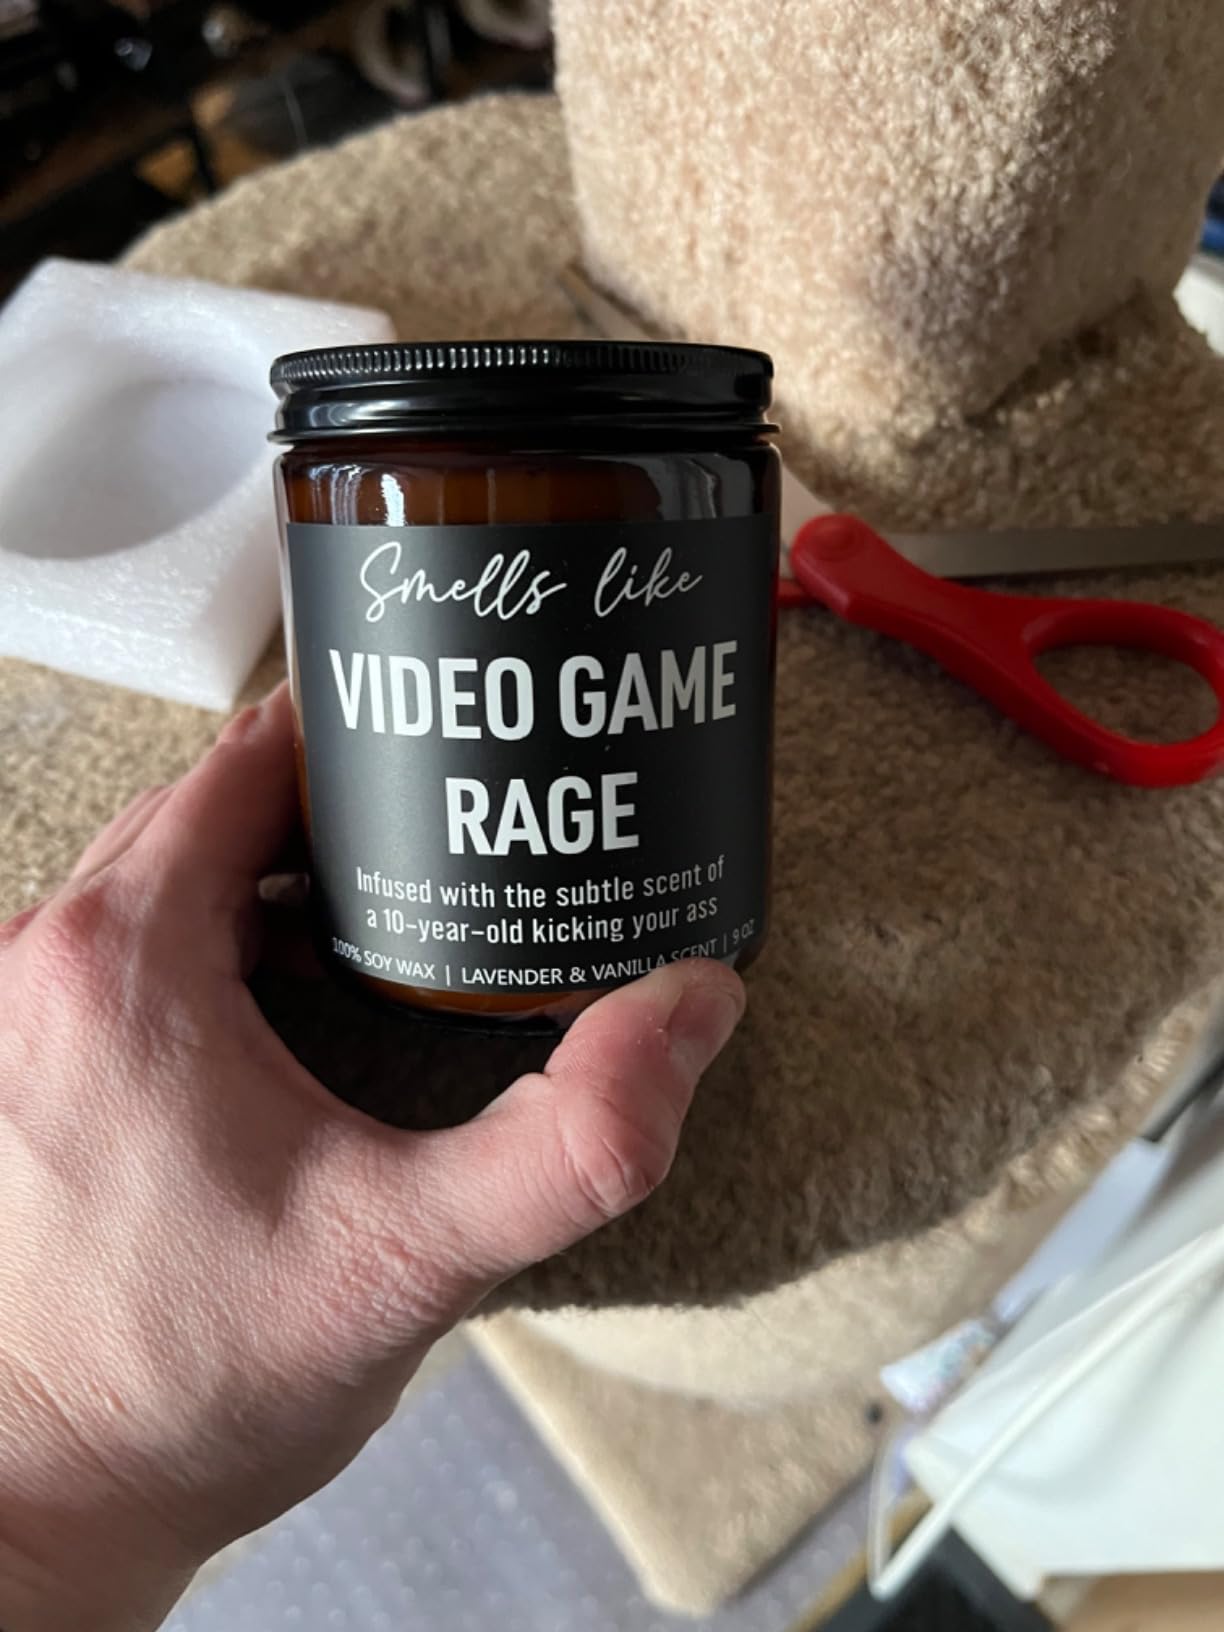 Smells like
VIDEO GAME
RAGE
Infused with the subtle scent of
a 10-year-old kicking your ass
100% SOY WAX | LAVENDER & VANILLA SCENT | 9 OZ